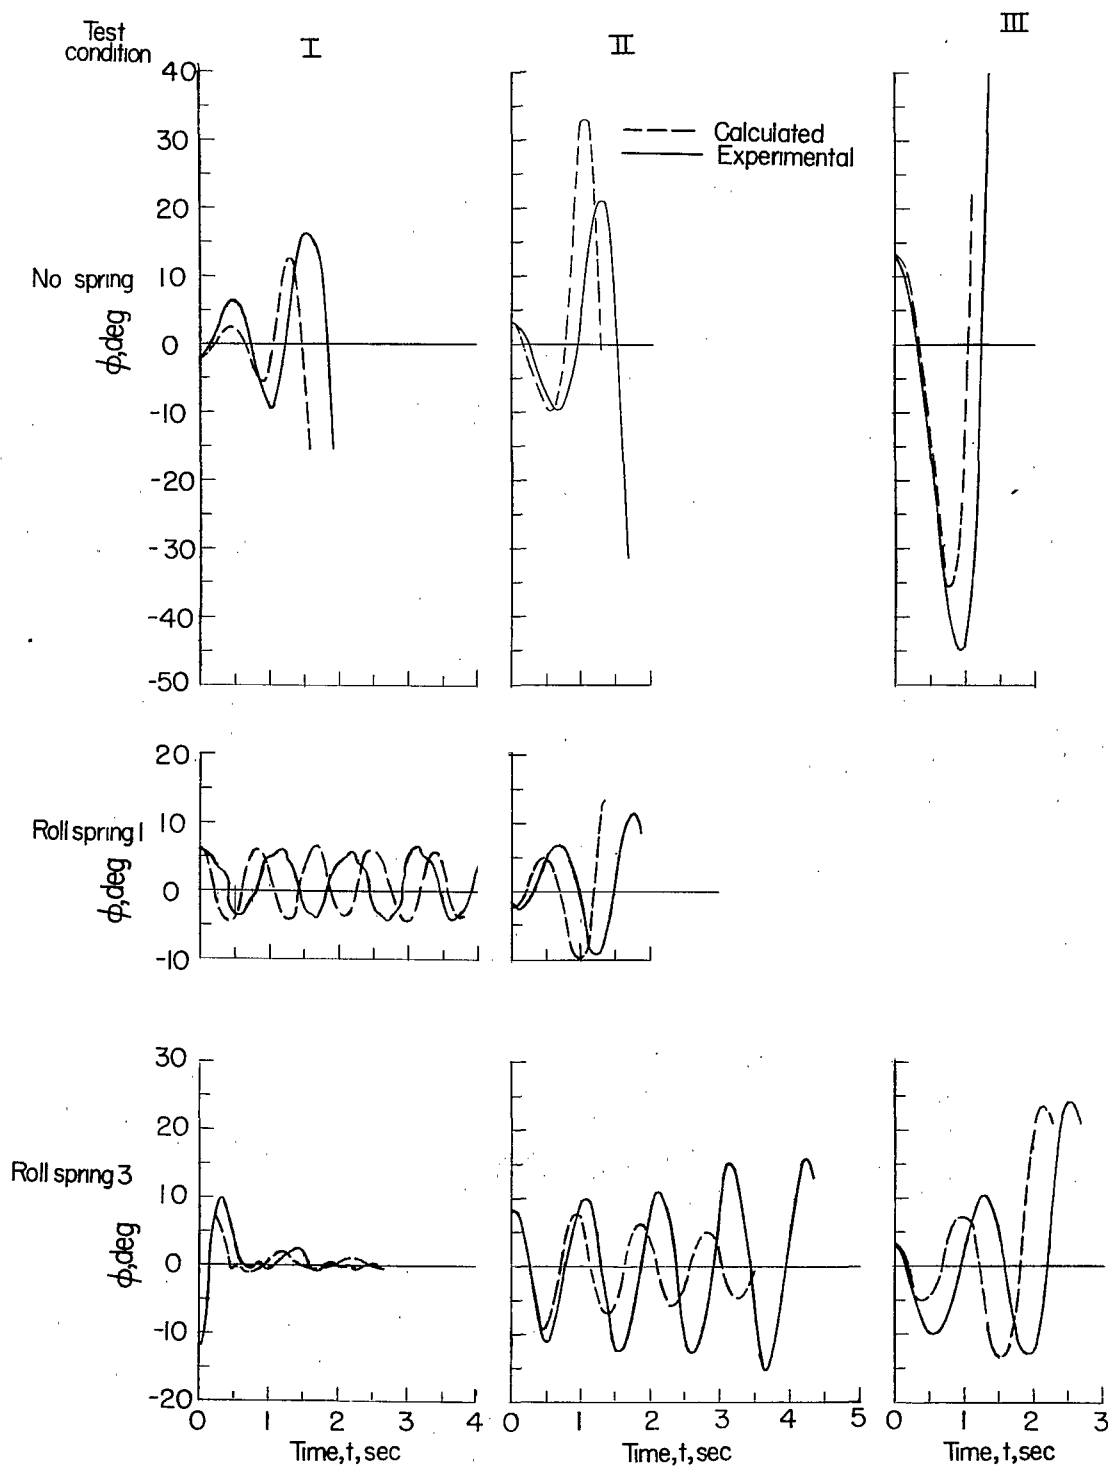 Test
condition
I
II
III
40
30
20
10
0
-10
-20
-30
-40
-50
No spring
ϕ,deg
Calculated
Experimental
20
10
0
-10
Roll spring 1
ϕ,deg
30
20
10
0
-10
-20
Roll spring 3
ϕ,deg
0 1 2 3 4
Time,t,sec
0 1 2 3 4 5
Time,t,sec
0 1 2 3
Time,t,sec